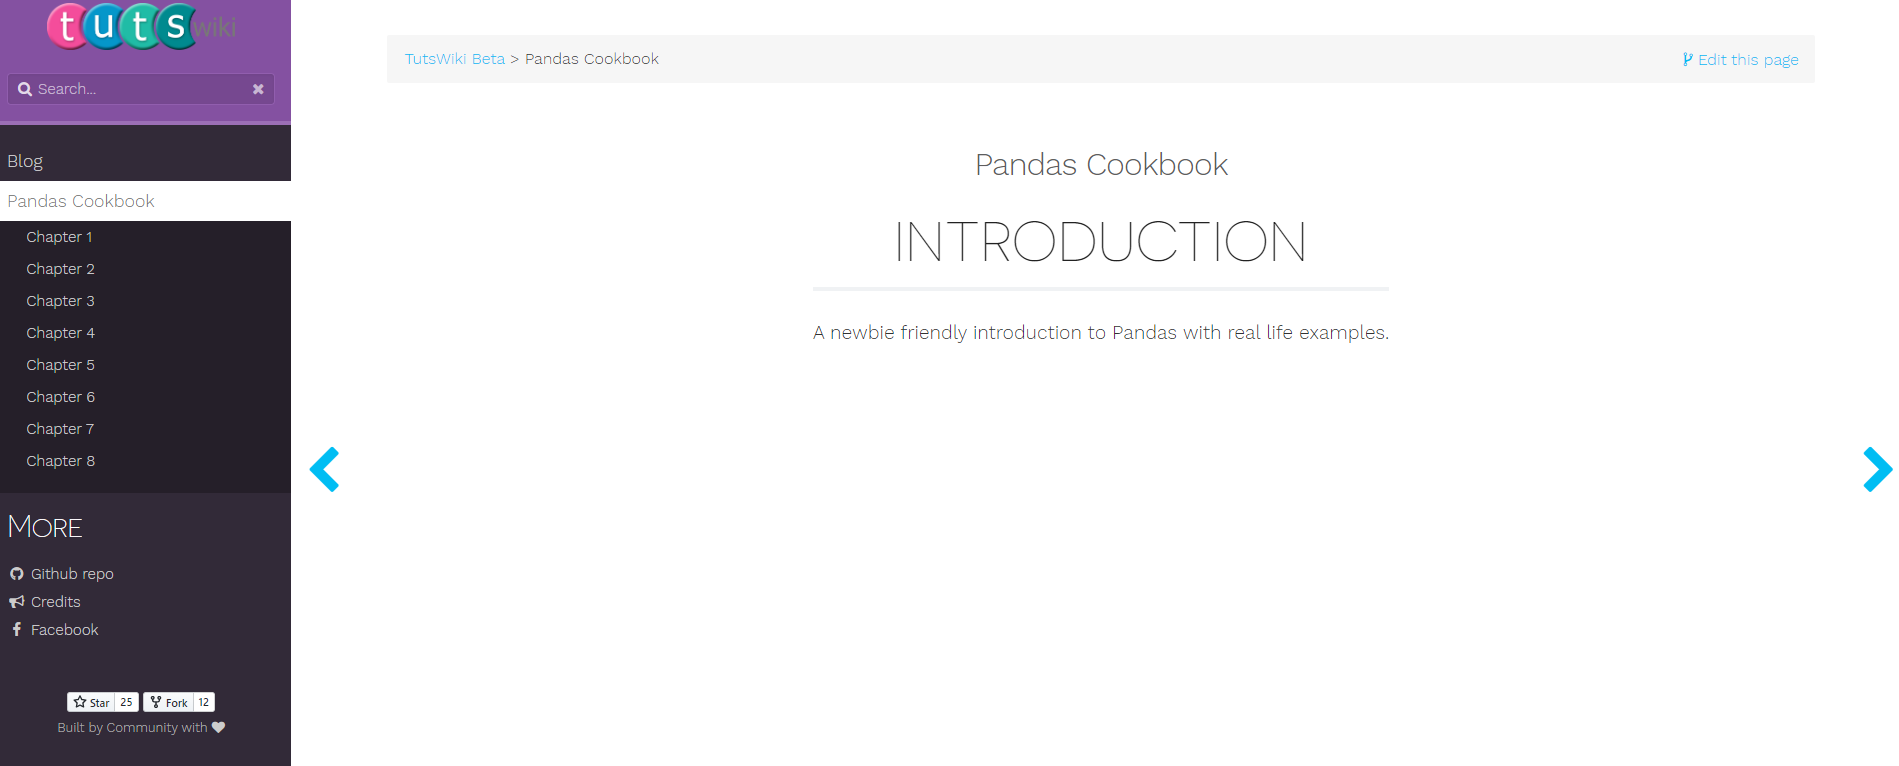 tutswiki
Search...
Blog
Pandas Cookbook
Chapter 1
Chapter 2
Chapter 3
Chapter 4
Chapter 5
Chapter 6
Chapter 7
Chapter 8
MORE
Github repo
Credits
Facebook
Star 25 Fork 12
Built by Community with
TutsWiki Beta > Pandas Cookbook
Edit this page
Pandas Cookbook
INTRODUCTION
A newbie friendly introduction to Pandas with real life examples.